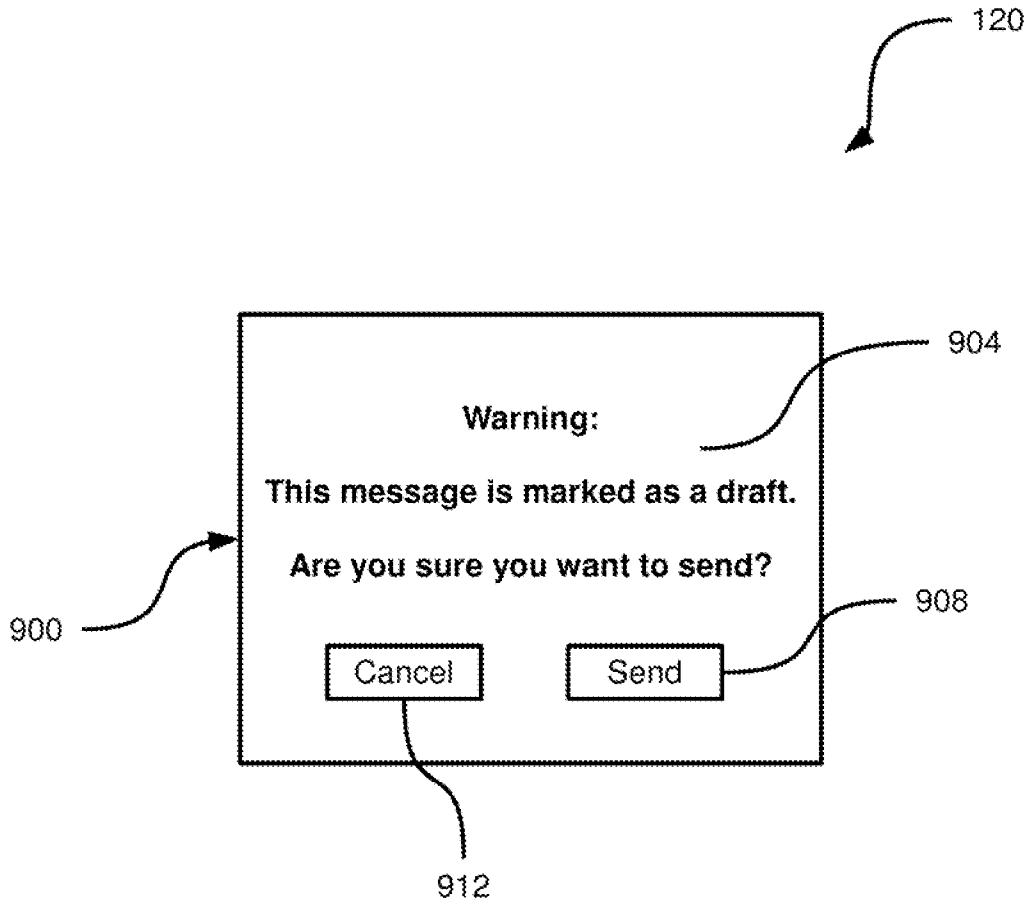 120
904
Warning:
This message is marked as a draft.
Are you sure you want to send?
908
900
Cancel
Send
912